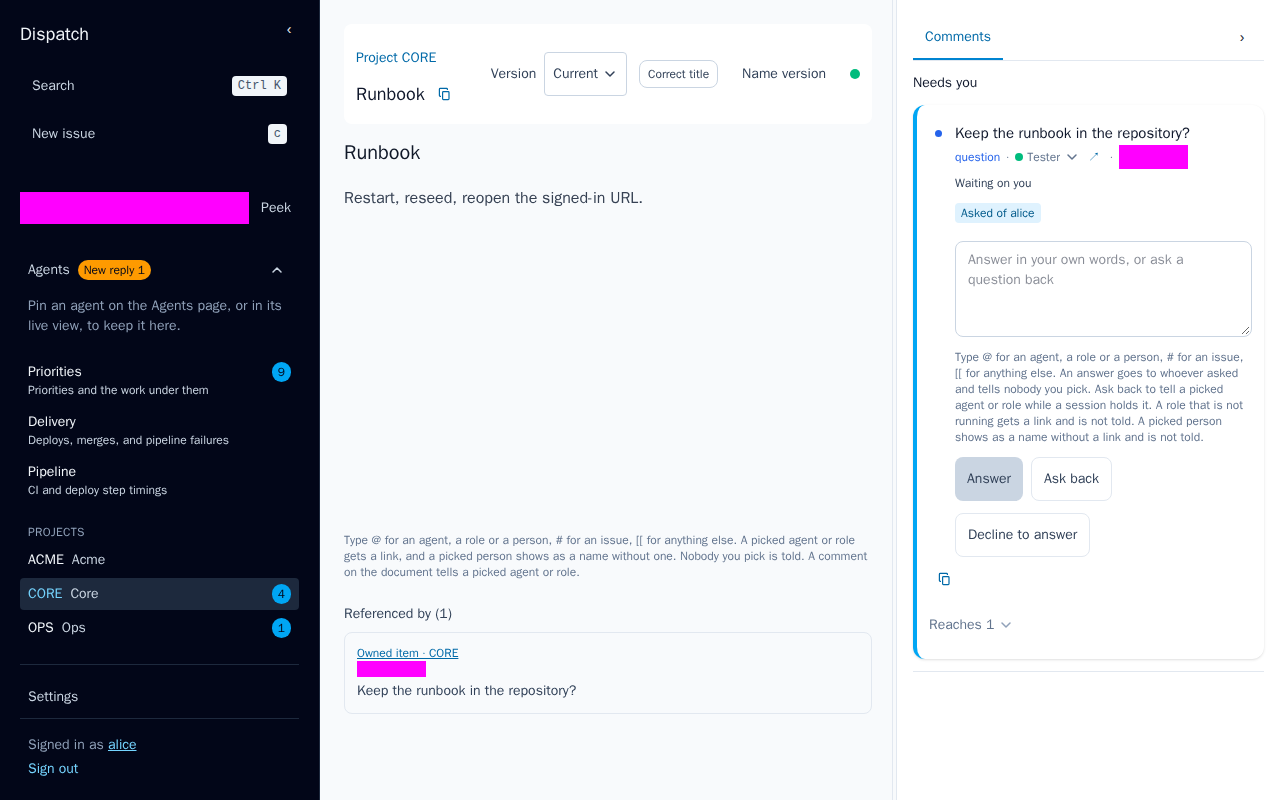 Dispatch
‹
Search
Ctrl K
New issue
C
Peek
Agents
New reply 1
Pin an agent on the Agents page, or in its
live view, to keep it here.
Priorities
9
Priorities and the work under them
Delivery
Deploys, merges, and pipeline failures
Pipeline
CI and deploy step timings
PROJECTS
ACME Acme
CORE Core
4
OPS Ops
1
Settings
Signed in as alice
Sign out
Project CORE
Runbook
Version
Current
Correct title
Name version
Runbook
Restart, reseed, reopen the signed-in URL.
Type @ for an agent, a role or a person, # for an issue, [[ for anything else. A picked agent or role
gets a link, and a picked person shows as a name without one. Nobody you pick is told. A comment
on the document tells a picked agent or role.
Referenced by (1)
Owned item · CORE
Keep the runbook in the repository?
Comments
›
Needs you
Keep the runbook in the repository?
question · Tester ↗ ·
Waiting on you
Asked of alice
Answer in your own words, or ask a
question back
Type @ for an agent, a role or a person, # for an issue,
[[ for anything else. An answer goes to whoever asked
and tells nobody you pick. Ask back to tell a picked
agent or role while a session holds it. A role that is not
running gets a link and is not told. A picked person
shows as a name without a link and is not told.
Answer
Ask back
Decline to answer
Reaches 1